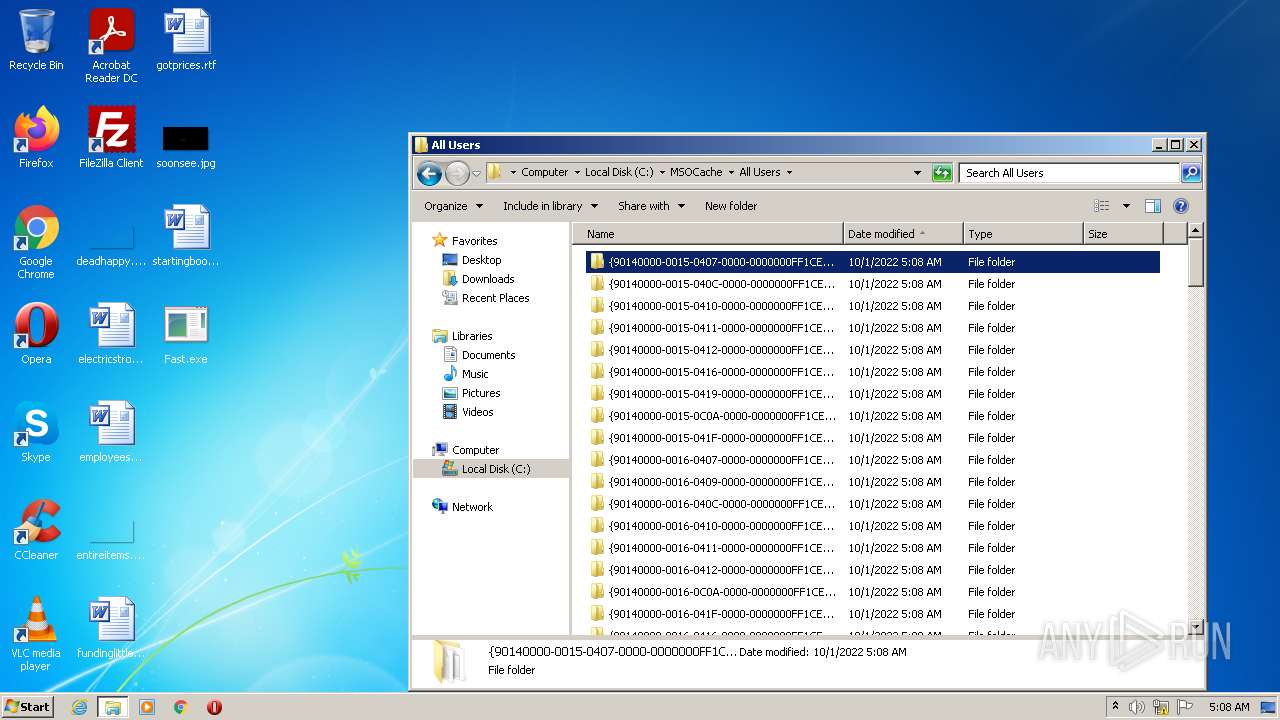 Recycle Bin
Acrobat
Reader DC
gotprices.rtf
Firefox
FileZilla Client
soonsee.jpg
Google
Chrome
deadhappy....
startingboo...
Opera
electricstro...
Fast.exe
Skype
employees...
CCleaner
entireitems....
VLC media
player
fundinglittle...
All Users
Computer Local Disk (C:) MSOCache All Users
Search All Users
Organize Include in library Share with New folder
Name Date modified Type Size
Favorites
Desktop
Downloads
Recent Places
Libraries
Documents
Music
Pictures
Videos
Computer
Local Disk (C:)
Network
{90140000-0015-0407-0000-0000000FF1CE... 10/1/2022 5:08 AM File folder
{90140000-0015-040C-0000-0000000FF1CE... 10/1/2022 5:08 AM File folder
{90140000-0015-0410-0000-0000000FF1CE... 10/1/2022 5:08 AM File folder
{90140000-0015-0411-0000-0000000FF1CE... 10/1/2022 5:08 AM File folder
{90140000-0015-0412-0000-0000000FF1CE... 10/1/2022 5:08 AM File folder
{90140000-0015-0416-0000-0000000FF1CE... 10/1/2022 5:08 AM File folder
{90140000-0015-0419-0000-0000000FF1CE... 10/1/2022 5:08 AM File folder
{90140000-0015-0C0A-0000-0000000FF1CE... 10/1/2022 5:08 AM File folder
{90140000-0015-041F-0000-0000000FF1CE... 10/1/2022 5:08 AM File folder
{90140000-0016-0407-0000-0000000FF1CE... 10/1/2022 5:08 AM File folder
{90140000-0016-0409-0000-0000000FF1CE... 10/1/2022 5:08 AM File folder
{90140000-0016-040C-0000-0000000FF1CE... 10/1/2022 5:08 AM File folder
{90140000-0016-0410-0000-0000000FF1CE... 10/1/2022 5:08 AM File folder
{90140000-0016-0411-0000-0000000FF1CE... 10/1/2022 5:08 AM File folder
{90140000-0016-0412-0000-0000000FF1CE... 10/1/2022 5:08 AM File folder
{90140000-0016-0C0A-0000-0000000FF1CE... 10/1/2022 5:08 AM File folder
{90140000-0016-041F-0000-0000000FF1CE... 10/1/2022 5:08 AM File folder
{90140000-0015-0407-0000-0000000FF1C... Date modified: 10/1/2022 5:08 AM
File folder
ANY RUN
Start
5:08 AM